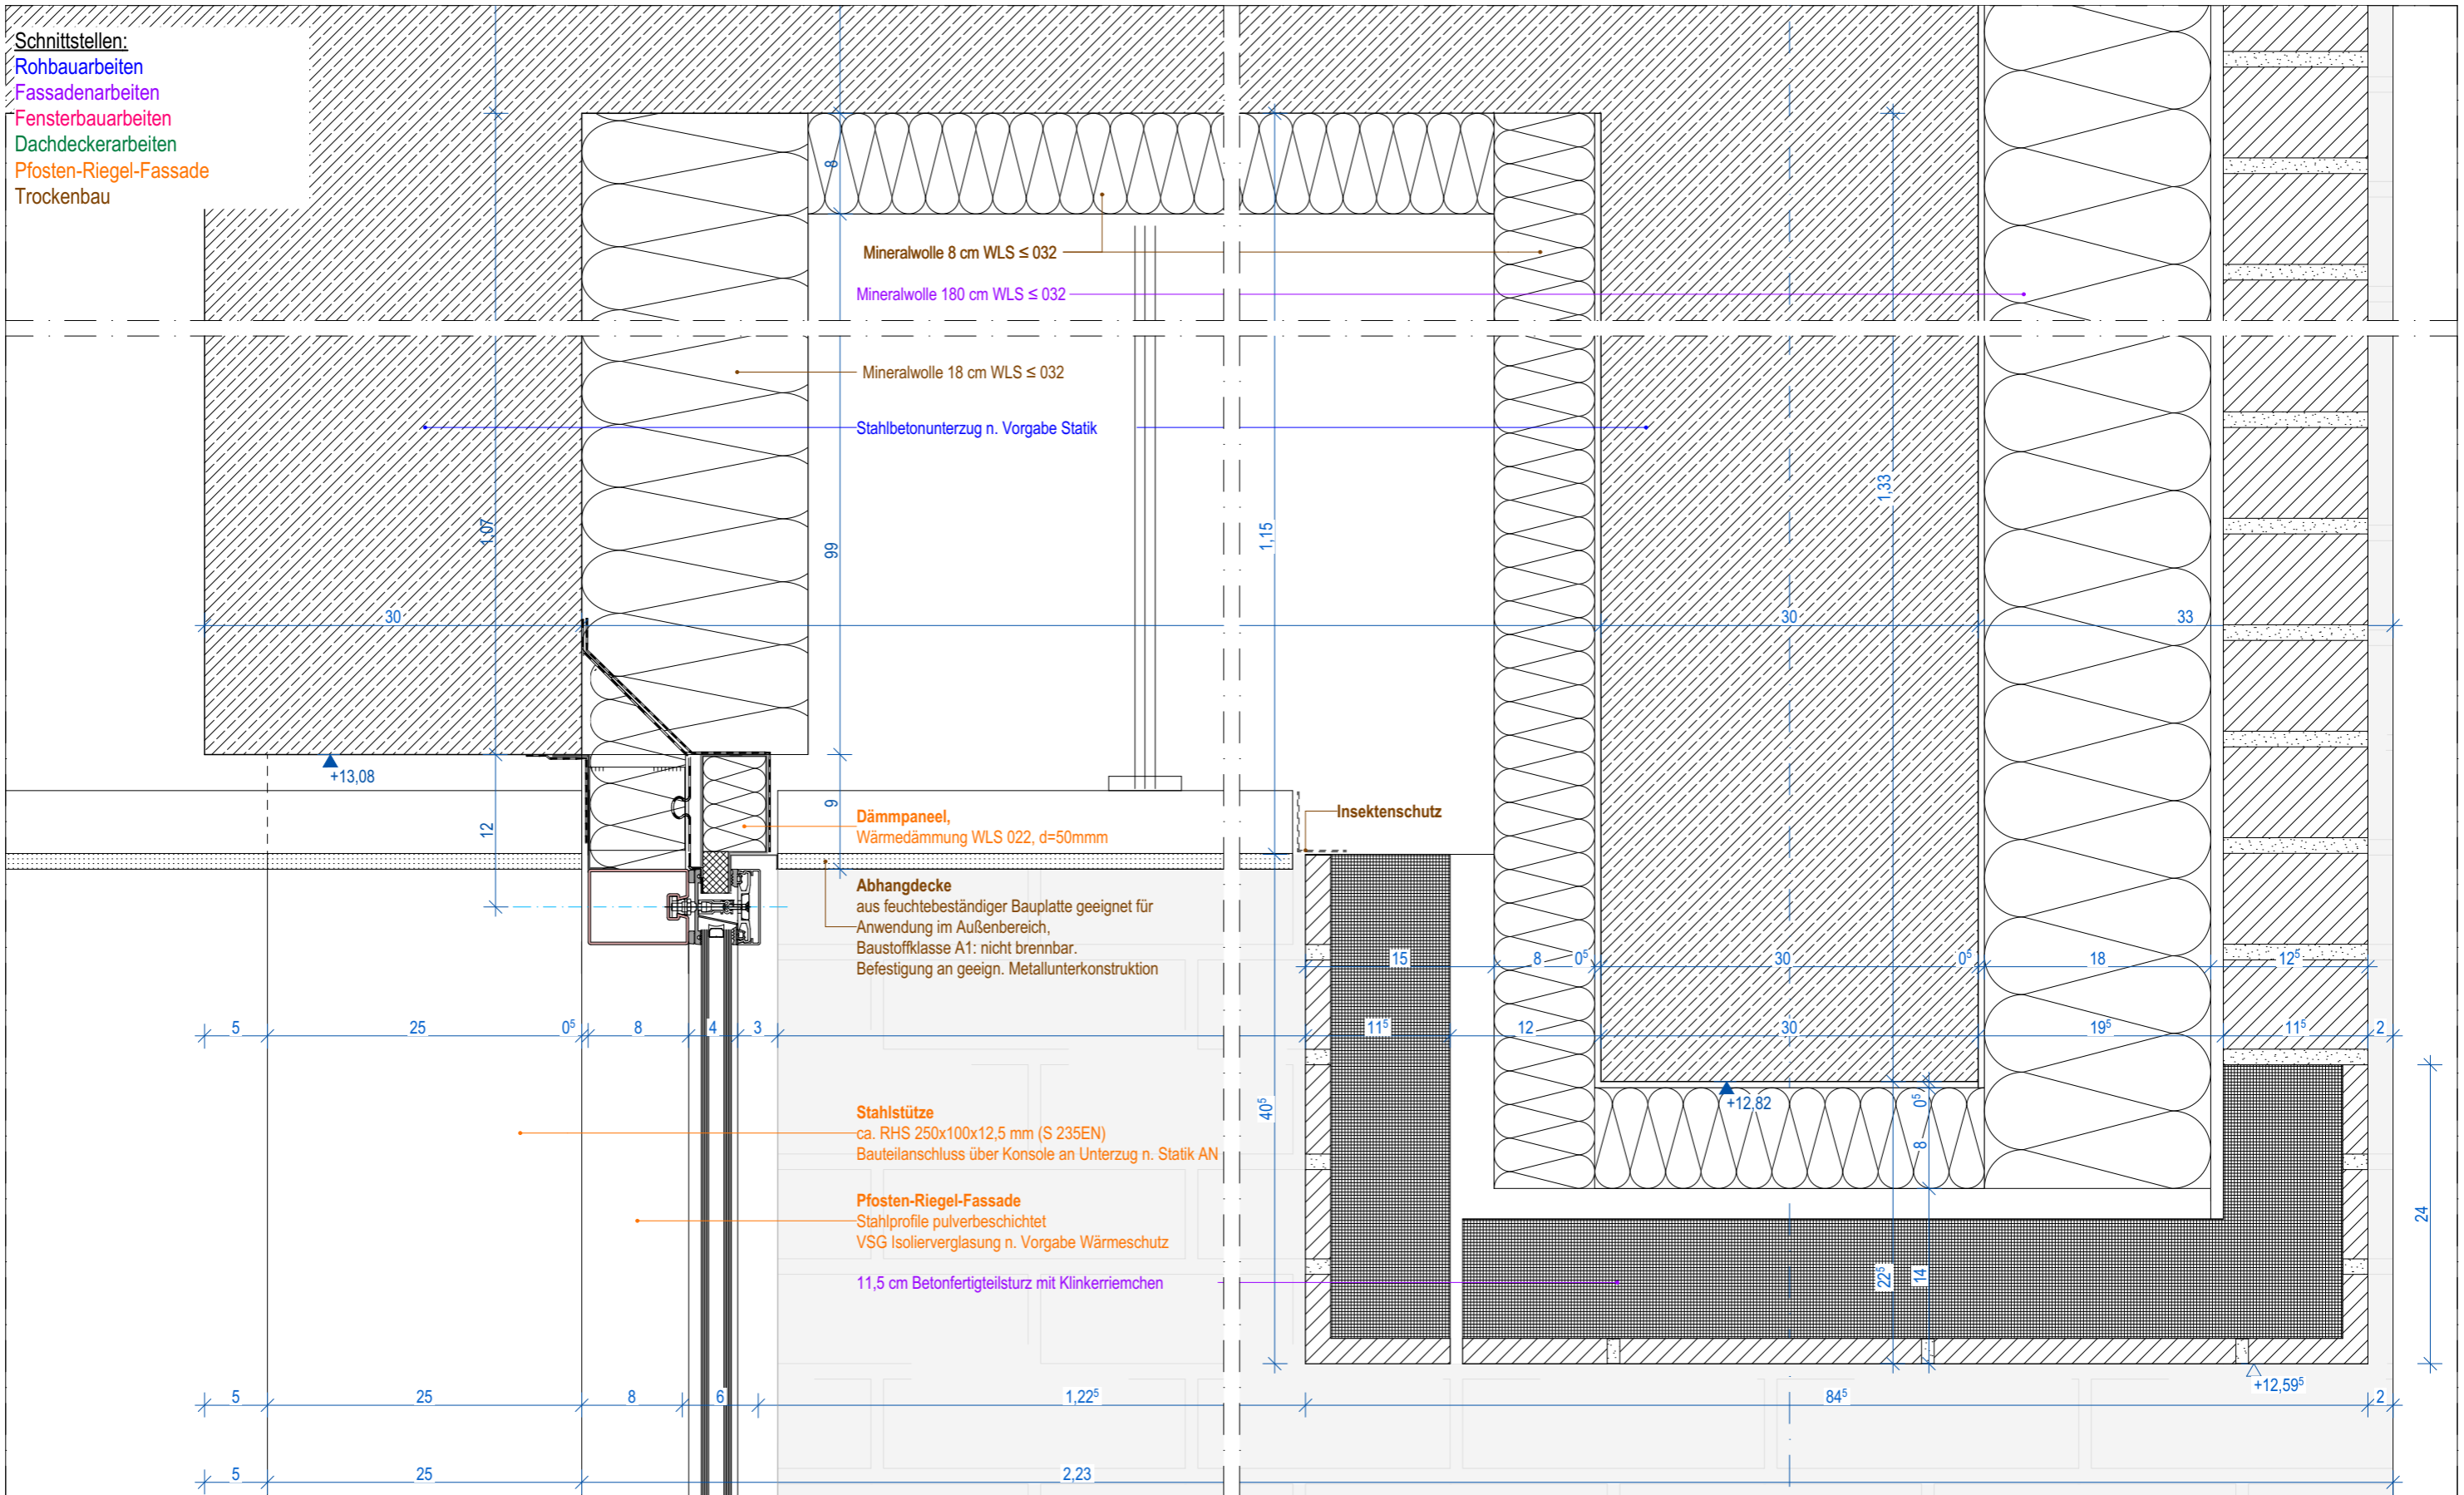 Schnittstellen:
Rohbauarbeiten
Fassadenarbeiten
Fensterbauarbeiten
Dachdeckerarbeiten
Pfosten-Riegel-Fassade
Trockenbau
8
Mineralwolle 8 cm WLS ≤ 032
Mineralwolle 180 cm WLS ≤ 032
Mineralwolle 18 cm WLS ≤ 032
Stahlbetonunterzug n. Vorgabe Statik
1,33
1,07
99
1,15
30
30
33
+13,08
12
9
Dämmpaneel,
Wärmedämmung WLS 022, d=50mmm
Insektenschutz
Abhangdecke
aus feuchtebeständiger Bauplatte geeignet für
Anwendung im Außenbereich,
Baustoffklasse A1: nicht brennbar.
Befestigung an geeign. Metallunterkonstruktion
15
8
0⁵
30
0⁵
18
12⁵
5
25
0⁵
8
4
3
11⁵
12
30
19⁵
11⁵
2
40⁵
+12,82
0⁵
8
Stahlstütze
ca. RHS 250x100x12,5 mm (S 235EN)
Bauteilanschluss über Konsole an Unterzug n. Statik AN
24
Pfosten-Riegel-Fassade
Stahlprofile pulverbeschichtet
VSG Isolierverglasung n. Vorgabe Wärmeschutz
11,5 cm Betonfertigteilsturz mit Klinkerriemchen
22⁵
14
+12,59⁵
5
25
8
6
1,22⁵
84⁵
2
5
25
2,23